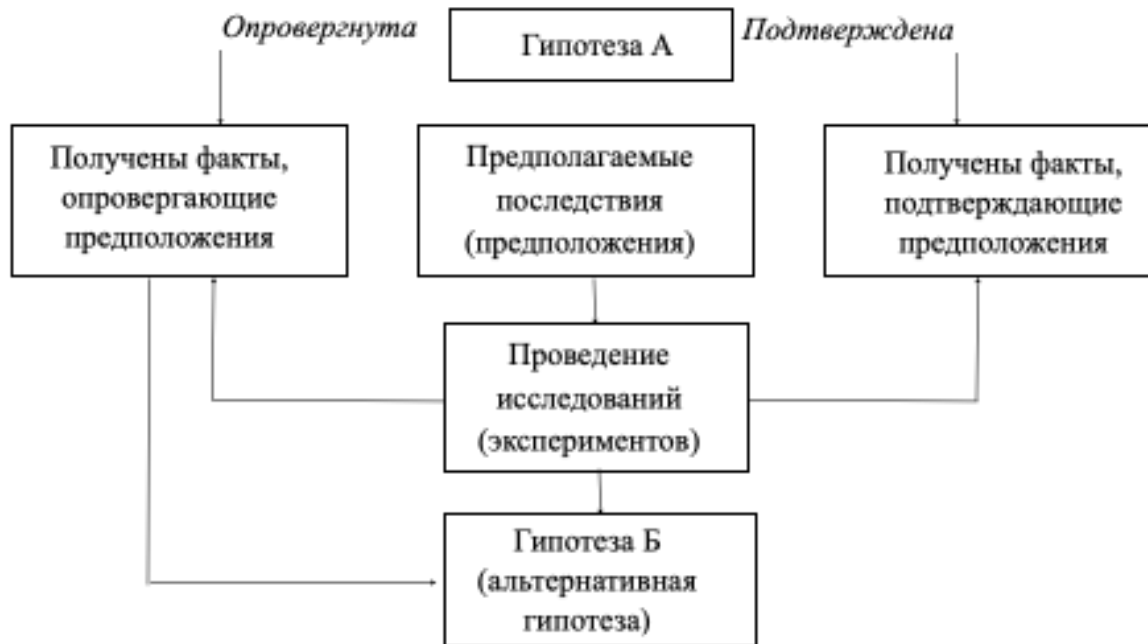 Опровергнута
Гипотеза А
Подтверждена
Получены факты,
опровергающие
предположения
Предполагаемые
последствия
(предположения)
Получены факты,
подтверждающие
предположения
Проведение
исследований
(экспериментов)
Гипотеза Б
(альтернативная
гипотеза)